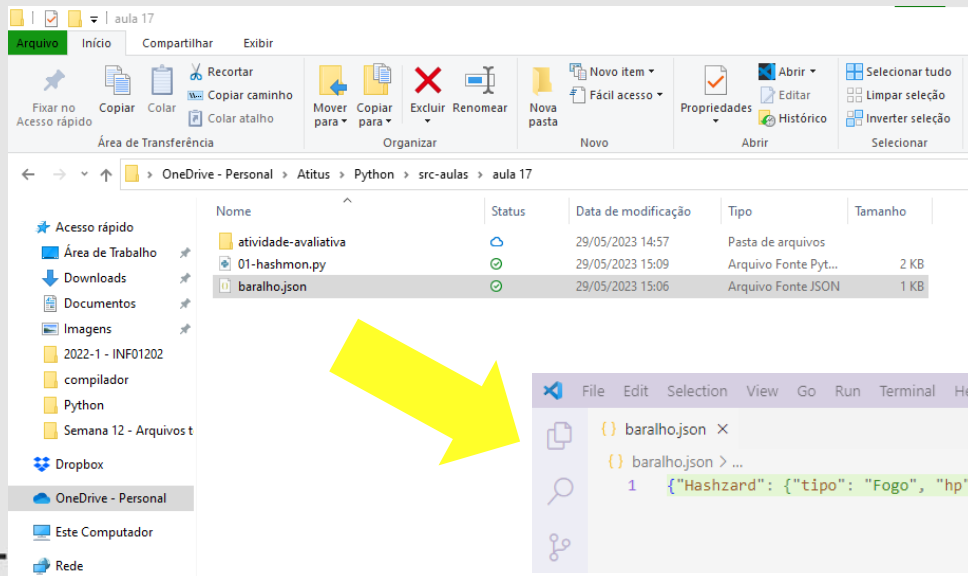 aula 17
Arquivo Início Compartilhar Exibir
Fixar no
Acesso rápido
Copiar
Colar
Recortar
Copiar caminho
Colar atalho
Área de Transferência
Mover
para
Copiar
para
Excluir
Renomear
Organizar
Nova
pasta
Novo item
Fácil acesso
Novo
Propriedades
Abrir
Editar
Histórico
Abrir
Selecionar tudo
Limpar seleção
Inverter seleção
Selecionar
> OneDrive - Personal > Atitus > Python > src-aulas > aula 17
Nome Status Data de modificação Tipo Tamanho
atividade-avaliativa 29/05/2023 14:57 Pasta de arquivos
01-hashmon.py 29/05/2023 15:09 Arquivo Fonte Pyt... 2 KB
baralho.json 29/05/2023 15:06 Arquivo Fonte JSON 1 KB
Acesso rápido
Área de Trabalho
Downloads
Documentos
Imagens
2022-1 - INF01202
compilador
Python
Semana 12 - Arquivos t
Dropbox
OneDrive - Personal
Este Computador
Rede
File Edit Selection View Go Run Terminal He
{} baralho.json ×
{} baralho.json > ...
1 {"Hashzard": {"tipo": "Fogo", "hp"